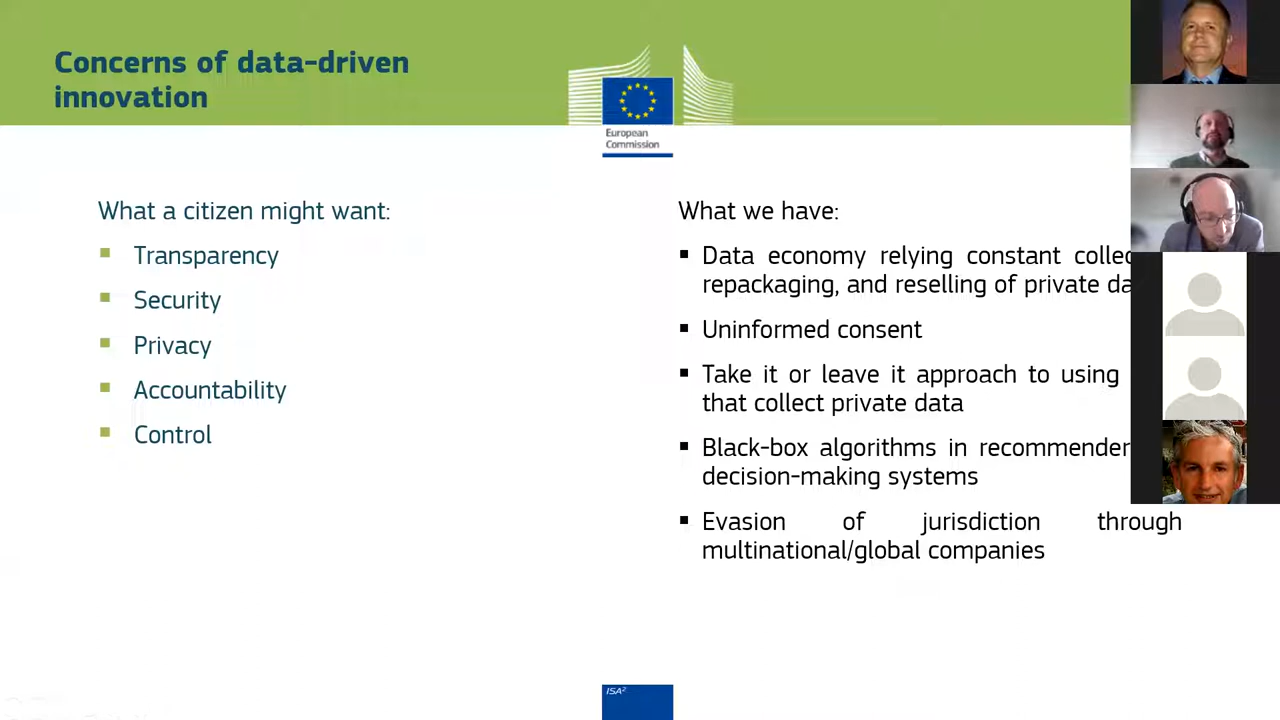 Concerns of data-driven
innovation
European
Commission
What a citizen might want:
Transparency
Security
Privacy
Accountability
Control
What we have:
Data economy relying constant collec
repackaging, and reselling of private da
Uninformed consent
Take it or leave it approach to using
that collect private data
Black-box algorithms in recommender
decision-making systems
Evasion of jurisdiction through
multinational/global companies
ISA²